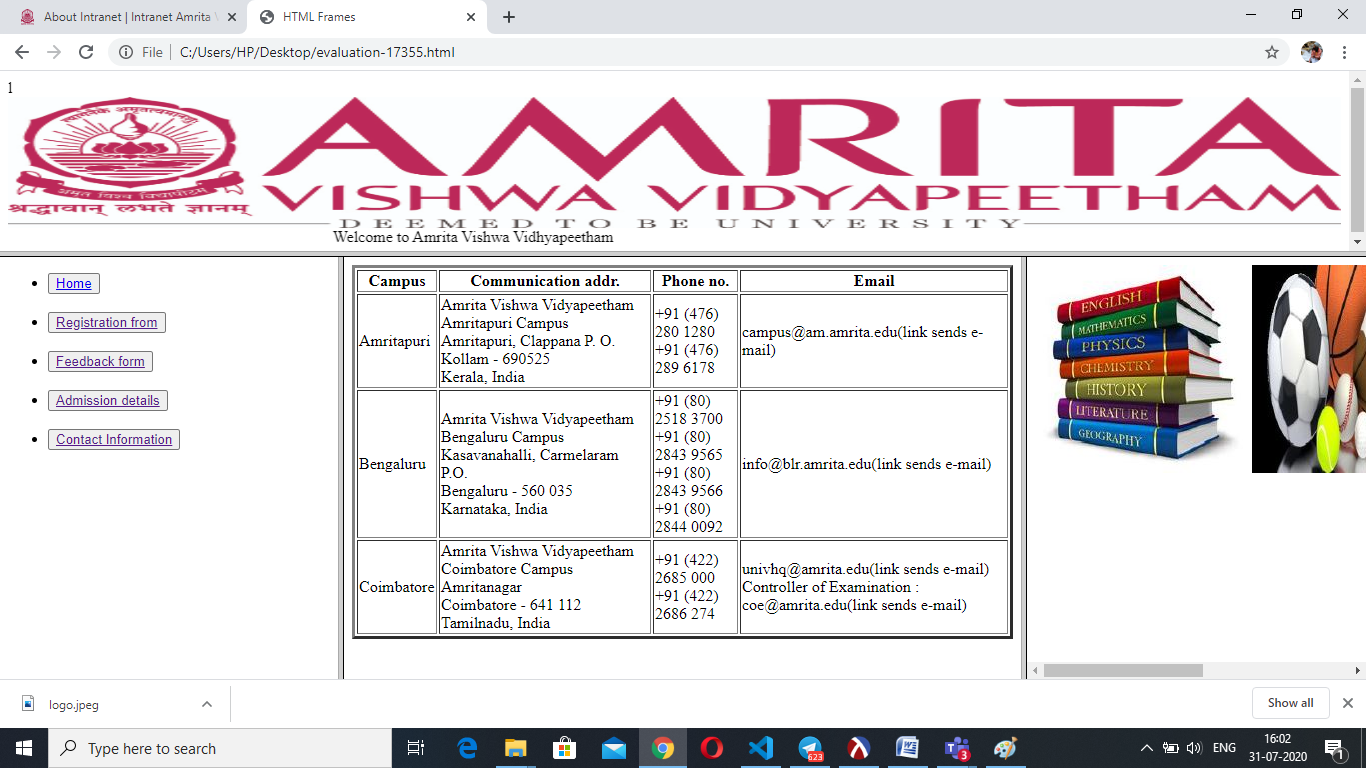 About Intranet | Intranet Amrita
HTML Frames
File
C:/Users/HP/Desktop/evaluation-17355.html
1
AMRITA
VISHWA VIDYAPEETHAM
श्रद्धावान् लभते ज्ञानम्
DEEMED TO BE UNIVERSITY
Welcome to Amrita Vishwa Vidhyapeetham
Home
Registration from
Feedback form
Admission details
Contact Information
Campus Communication addr. Phone no. Email
Amritapuri
Amrita Vishwa Vidyapeetham
Amritapuri Campus
Amritapuri, Clappana P. O.
Kollam - 690525
Kerala, India
+91 (476)
280 1280
+91 (476)
289 6178
campus@am.amrita.edu(link sends e-
mail)
Bengaluru
Amrita Vishwa Vidyapeetham
Bengaluru Campus
Kasavanahalli, Carmelaram
P.O.
Bengaluru - 560 035
Karnataka, India
+91 (80)
2518 3700
+91 (80)
2843 9565
+91 (80)
2843 9566
+91 (80)
2844 0092
info@blr.amrita.edu(link sends e-mail)
Coimbatore
Amrita Vishwa Vidyapeetham
Coimbatore Campus
Amritanagar
Coimbatore - 641 112
Tamilnadu, India
+91 (422)
2685 000
+91 (422)
2686 274
univhq@amrita.edu(link sends e-mail)
Controller of Examination :
coe@amrita.edu(link sends e-mail)
ENGLISH
MATHEMATICS
PHYSICS
CHEMISTRY
HISTORY
LITERATURE
GEOGRAPHY
logo.jpeg
Show all
Type here to search
623
3
ENG
16:02
31-07-2020
1